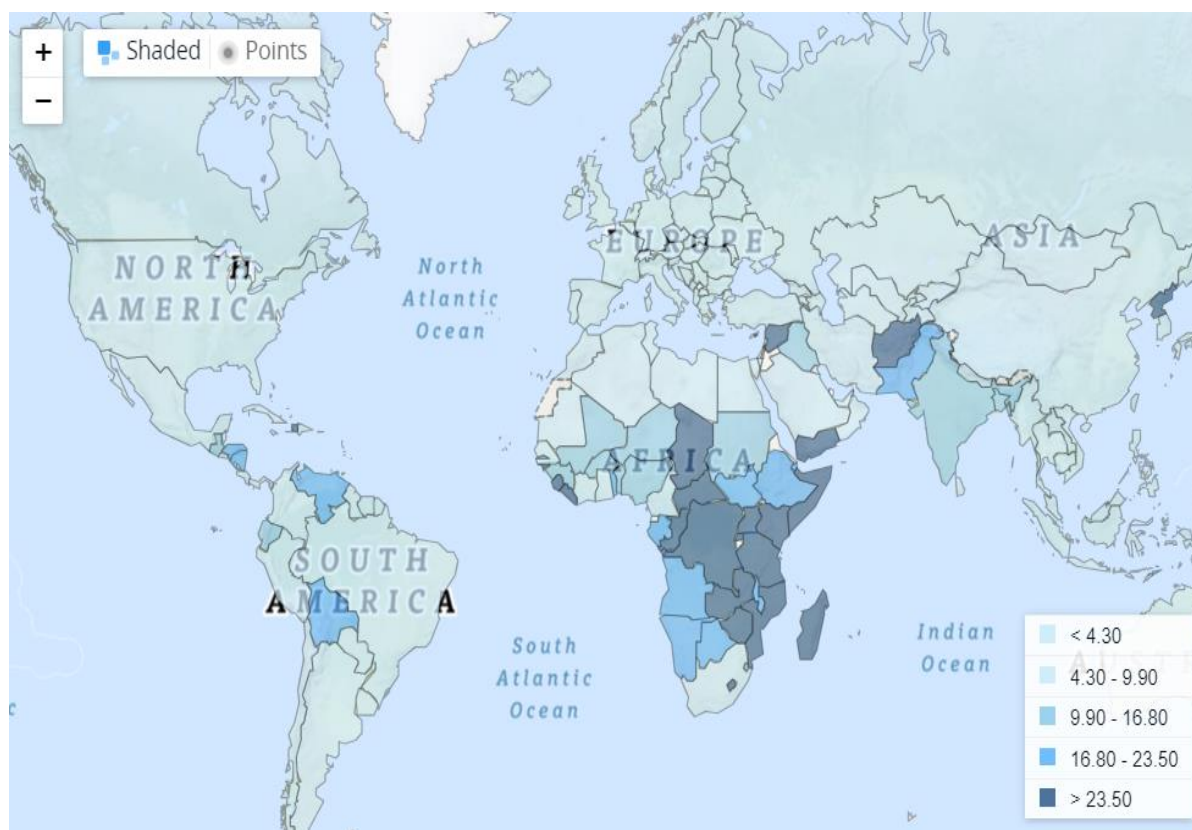 +
−
Shaded
Points
NORTH
AMERICA
North
Atlantic
Ocean
EUROPE
ASIA
AFRICA
SOUTH
AMERICA
South
Atlantic
Ocean
Indian
Ocean
< 4.30
4.30 - 9.90
9.90 - 16.80
16.80 - 23.50
> 23.50